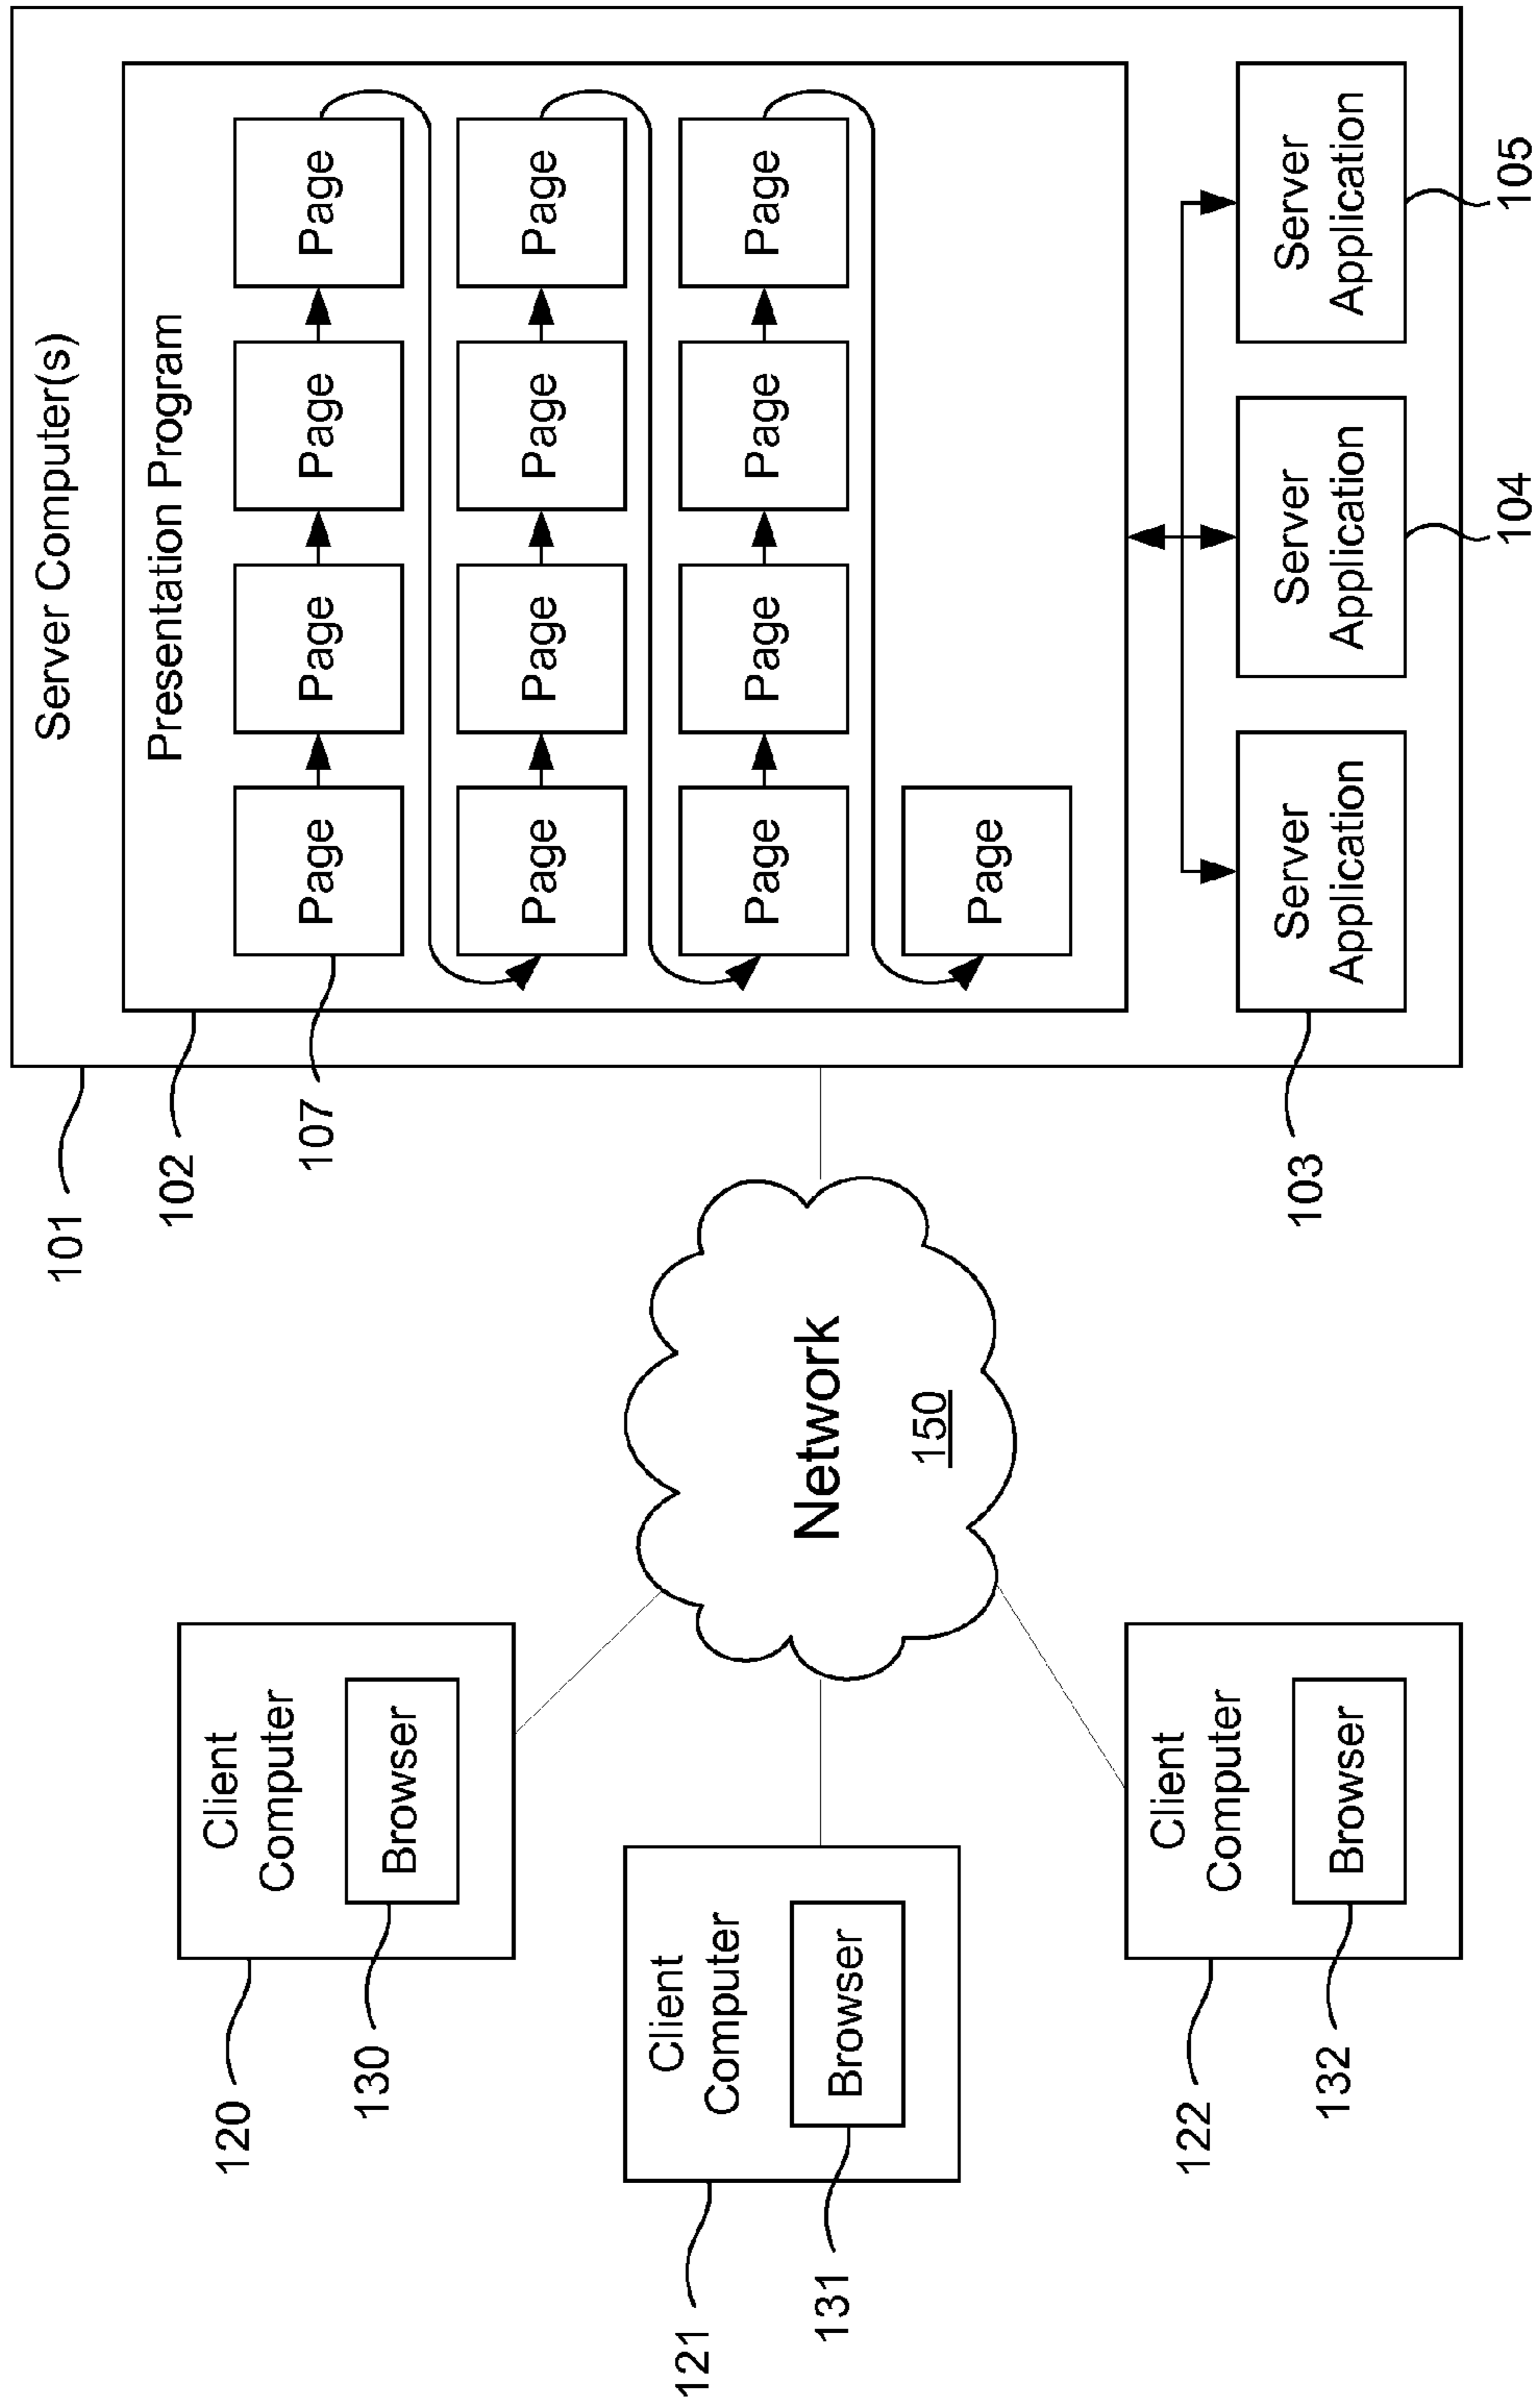 120
Client
Computer
130
Browser
121
Client
Computer
131
Browser
122
Client
Computer
132
Browser
Network
150
101
Server Computer(s)
102
Presentation Program
107
Page
Page
Page
Page
Page
Page
Page
Page
Page
Page
Page
Page
Page
103
Server
Application
Server
Application
104
Server
Application
105